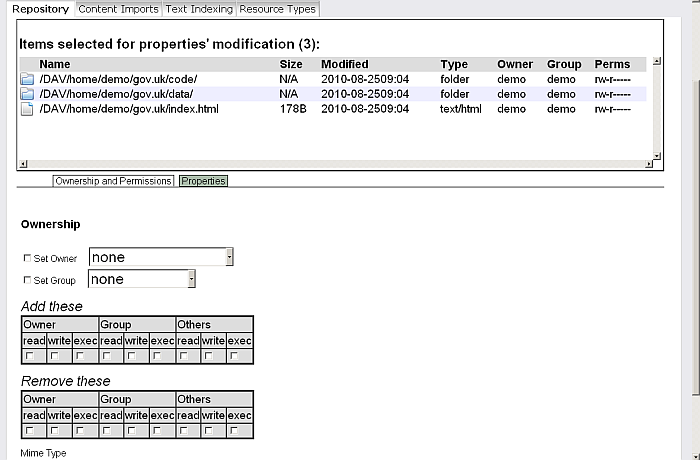 Repository Content Imports Text Indexing Resource Types
Items selected for properties' modification (3):
Name Size Modified Type Owner Group Perms
/DAV/home/demo/gov.uk/code/ N/A 2010-08-2509:04 folder demo demo rw-r-----
/DAV/home/demo/gov.uk/data/ N/A 2010-08-2509:04 folder demo demo rw-r-----
/DAV/home/demo/gov.uk/index.html 178B 2010-08-2509:04 text/html demo demo rw-r-----
Ownership and Permissions Properties
Ownership
Set Owner none
Set Group none
Add these
Owner Group Others
read write exec read write exec read write exec
Remove these
Owner Group Others
read write exec read write exec read write exec
Mime Type